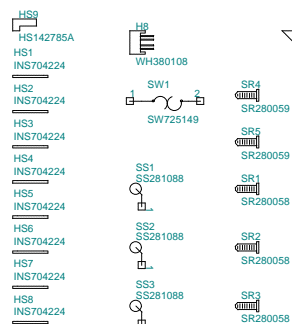 HS9
HS142785A
HS1
INS704224
HS2
INS704224
HS3
INS704224
HS4
INS704224
HS5
INS704224
HS6
INS704224
HS7
INS704224
HS8
INS704224
H8
WH380108
SW1
1 2
SW725149
SS1
SS281088
SS2
SS281088
SS3
SS281088
SR4
SR280059
SR5
SR280059
SR1
SR280058
SR2
SR280058
SR3
SR280058